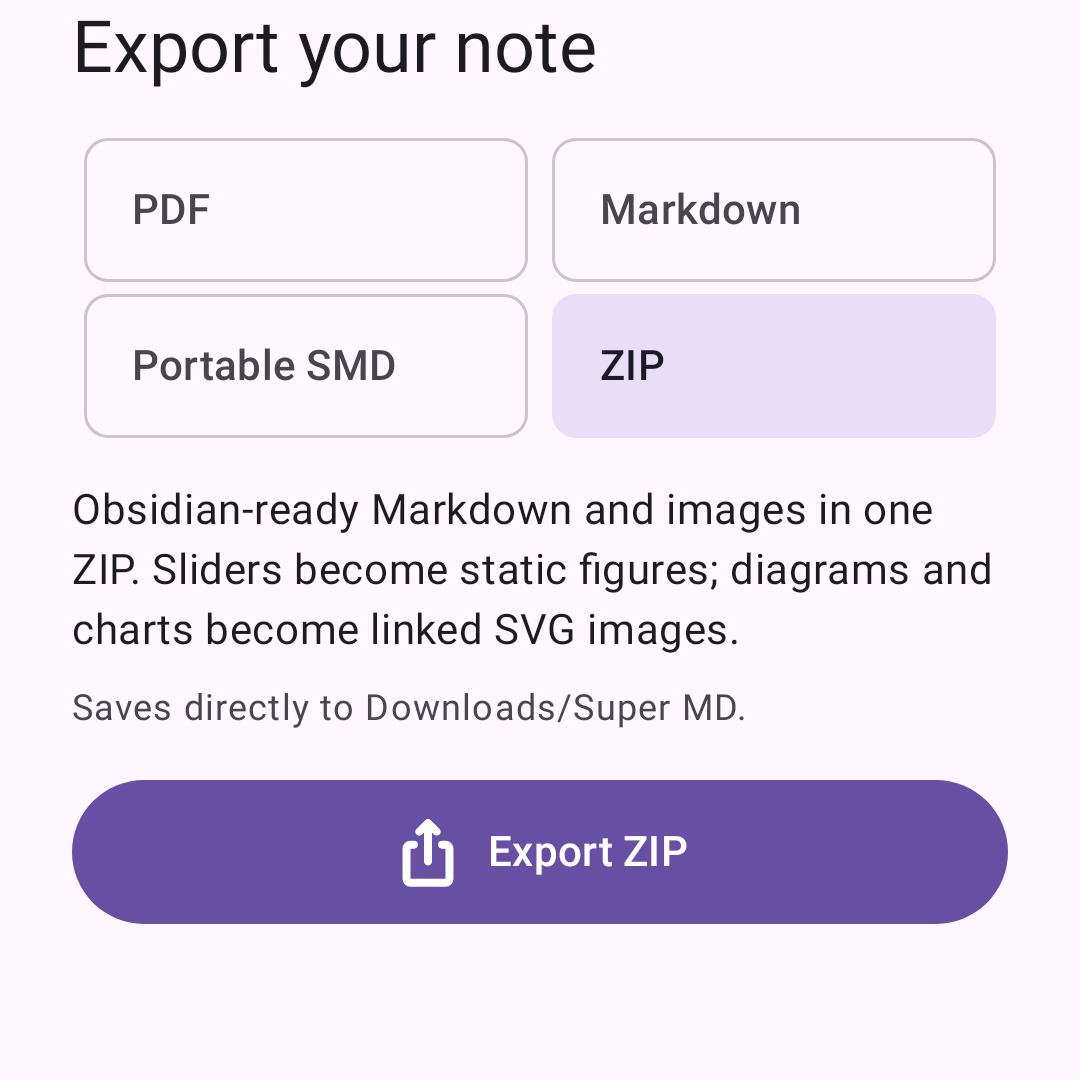 Export your note
PDF
Markdown
Portable SMD
ZIP
Obsidian-ready Markdown and images in one
ZIP. Sliders become static figures; diagrams and
charts become linked SVG images.
Saves directly to Downloads/Super MD.
Export ZIP